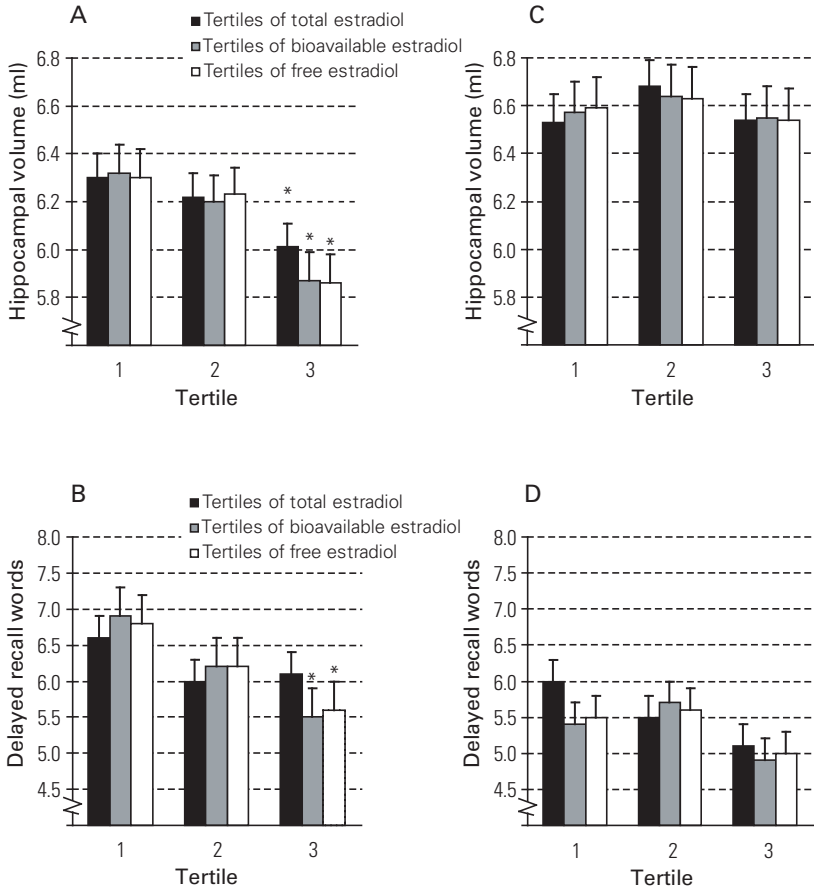 A
Tertiles of total estradiol
Tertiles of bioavailable estradiol
Tertiles of free estradiol
Hippocampal volume (ml)
6.8
6.6
6.4
6.2
6.0
5.8
*
* *
1 2 3
Tertile
C
Hippocampal volume (ml)
6.8
6.6
6.4
6.2
6.0
5.8
1 2 3
Tertile
B
Tertiles of total estradiol
Tertiles of bioavailable estradiol
Tertiles of free estradiol
Delayed recall words
8.0
7.5
7.0
6.5
6.0
5.5
5.0
4.5
* *
1 2 3
Tertile
D
Delayed recall words
8.0
7.5
7.0
6.5
6.0
5.5
5.0
4.5
1 2 3
Tertile